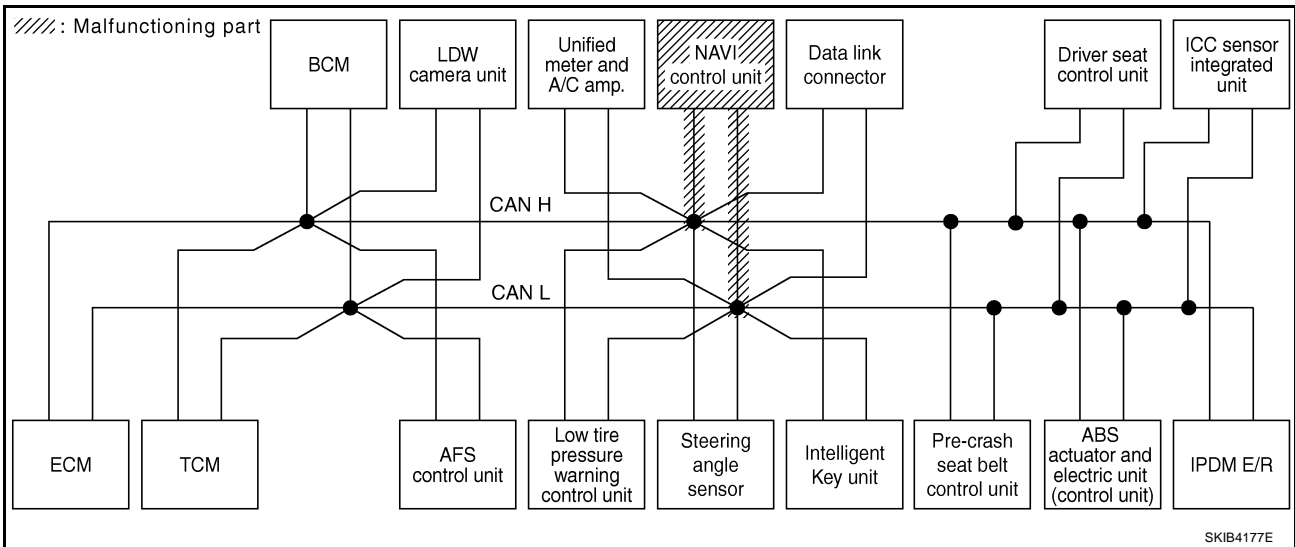 : Malfunctioning part
BCM
LDW
camera unit
Unified
meter and
A/C amp.
NAVI
control unit
Data link
connector
Driver seat
control unit
ICC sensor
integrated
unit
CAN H
CAN L
ECM
TCM
AFS
control unit
Low tire
pressure
warning
control unit
Steering
angle
sensor
Intelligent
Key unit
Pre-crash
seat belt
control unit
ABS
actuator and
electric unit
(control unit)
IPDM E/R
SKIB4177E